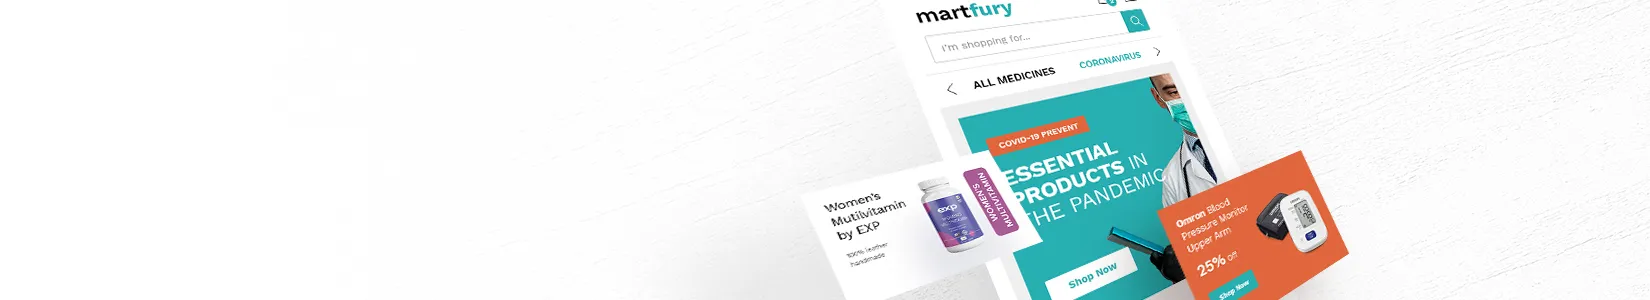 martfury
I'm shopping for...
ALL MEDICINES
CORONAVIRUS
COVID-19 PREVENT
ESSENTIAL
PRODUCTS IN
THE PANDEMIC
Shop Now
Women's
Mutilvitamin
by EXP
100% leather
handmade
exp
WOMEN'S
MULTIVITAMIN
Omron Blood
Pressure Monitor
Upper Arm
25% Off
Shop Now